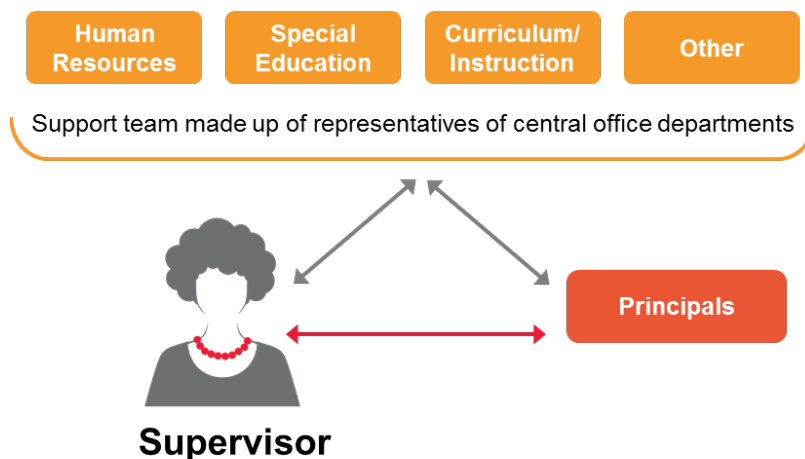 Human
Resources
Special
Education
Curriculum/
Instruction
Other
Support team made up of representatives of central office departments
Principals
Supervisor